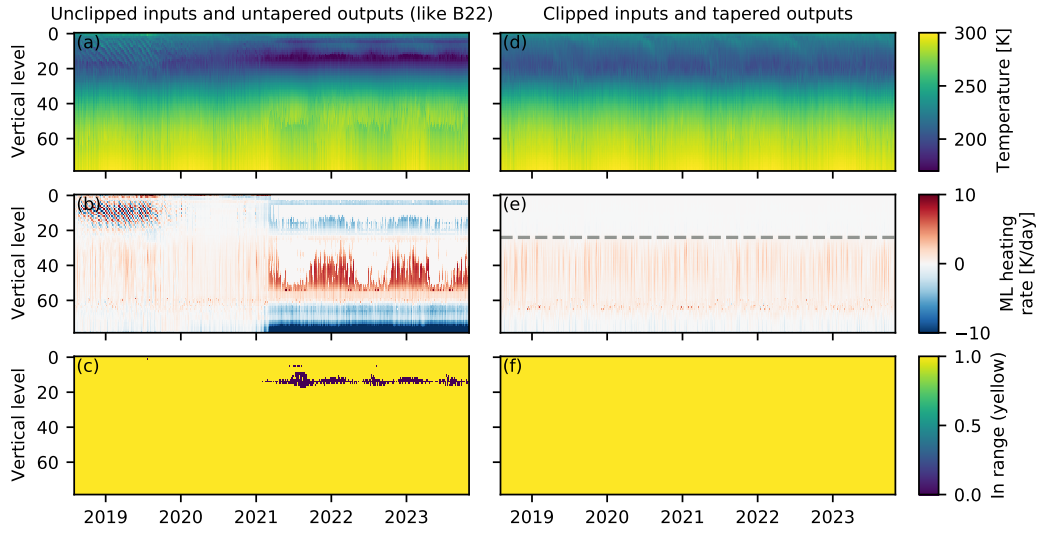 Unclipped inputs and untapered outputs (like B22)
Clipped inputs and tapered outputs
(a)
0
20
40
60
Vertical level
(d)
300
250
200
Temperature [K]
(b)
0
20
40
60
Vertical level
(e)
10
0
−10
ML heating
rate [K/day]
(c)
0
20
40
60
Vertical level
2019 2020 2021 2022 2023
(f)
2019 2020 2021 2022 2023
1.0
0.5
0.0
In range (yellow)